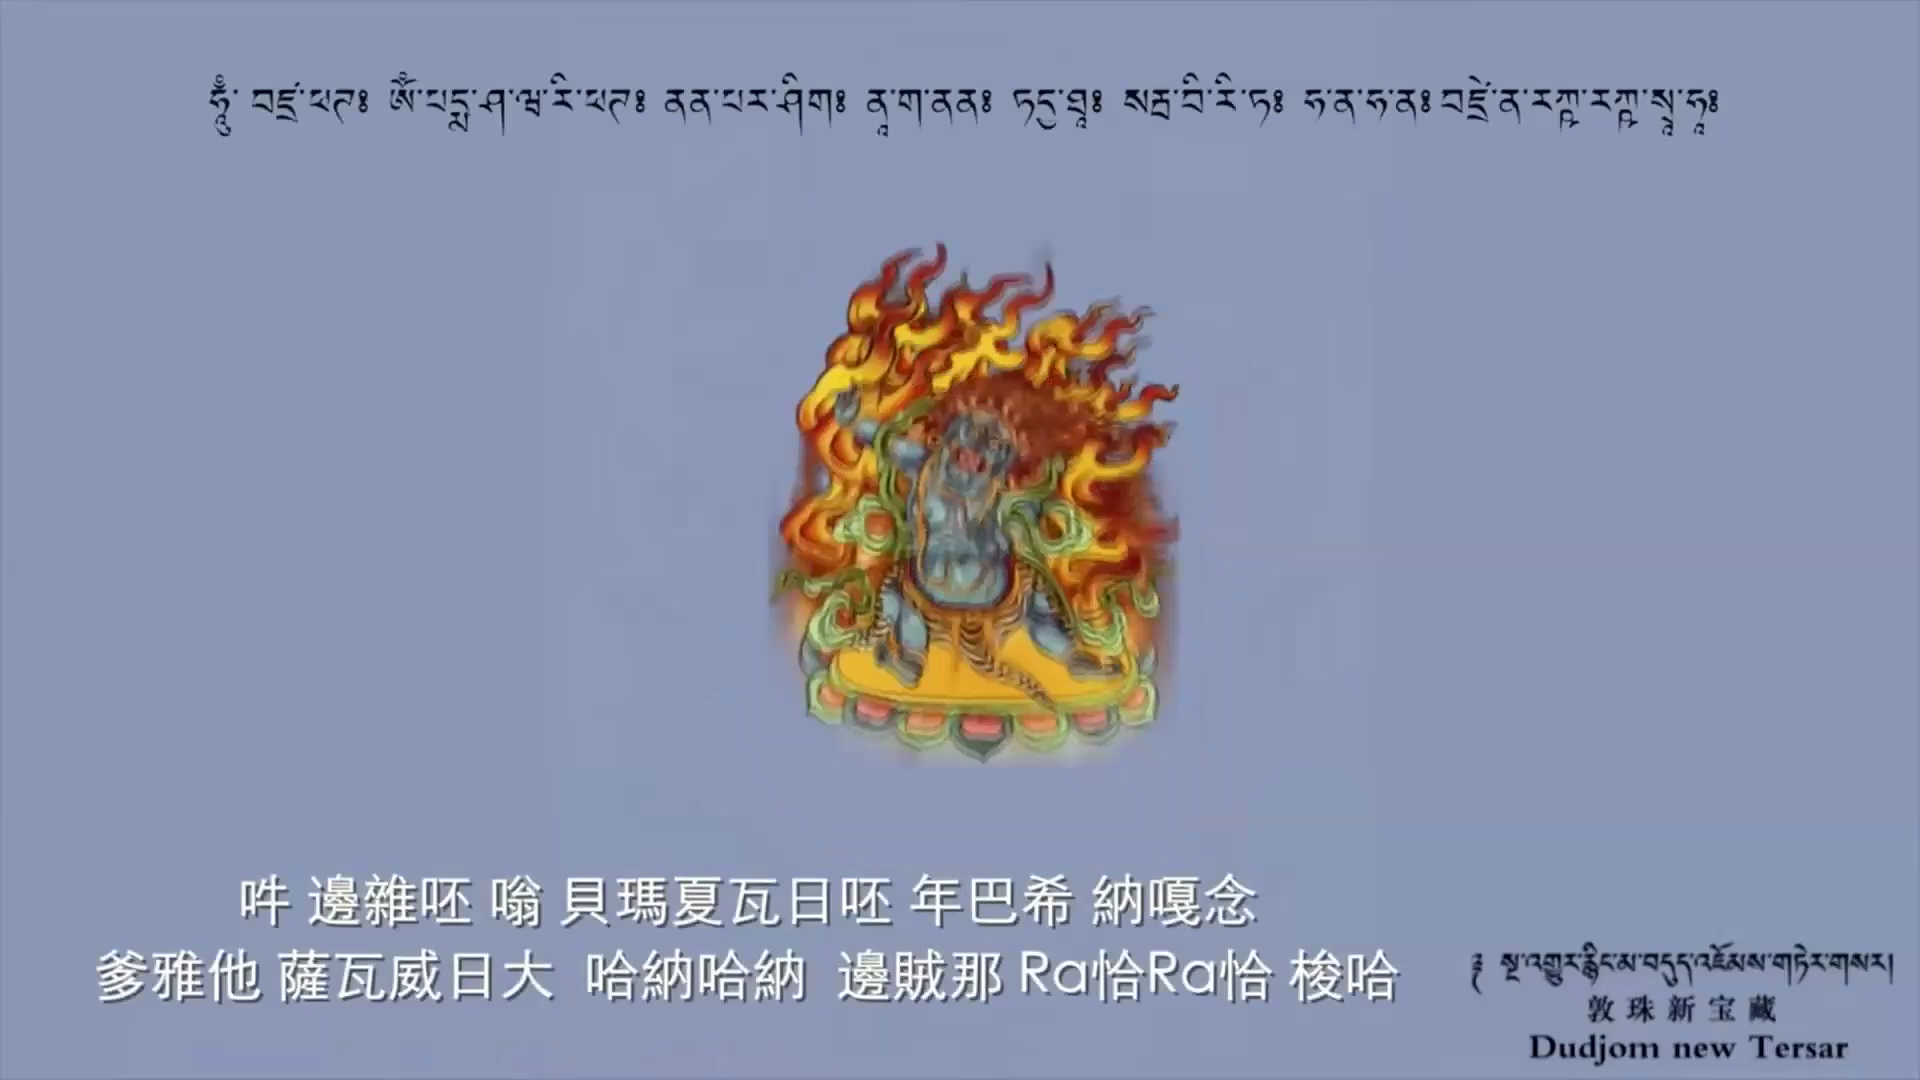 ཧཱུྃ་ བཛྲ་ཕཊ༔ ཨོཾ་པདྨ་ཤ་ཝ་རི་ཕཊ༔ ནན་པར་ཤིག༔ ནཱ་ག་ནན༔ ཏདྱ་ཐཱ༔ སརྦ་བི་རི་ཏ༔ ཧ་ན་ཧ་ན༔ བཛྲེ་ན་རཀྵ་རཀྵ་སྭཱ་ཧཱ༔
吽 邊雜呸 嗡 貝瑪夏瓦日呸 年巴希 納嘎念
爹雅他 薩瓦威日大 哈納哈納 邊賊那 Ra恰Ra恰 梭哈
༄༅ སྔ་འགྱུར་རྙིང་མ་བདུད་འཇོམས་གཏེར་གསར།
敦珠新宝藏
Dudjom new Tersar